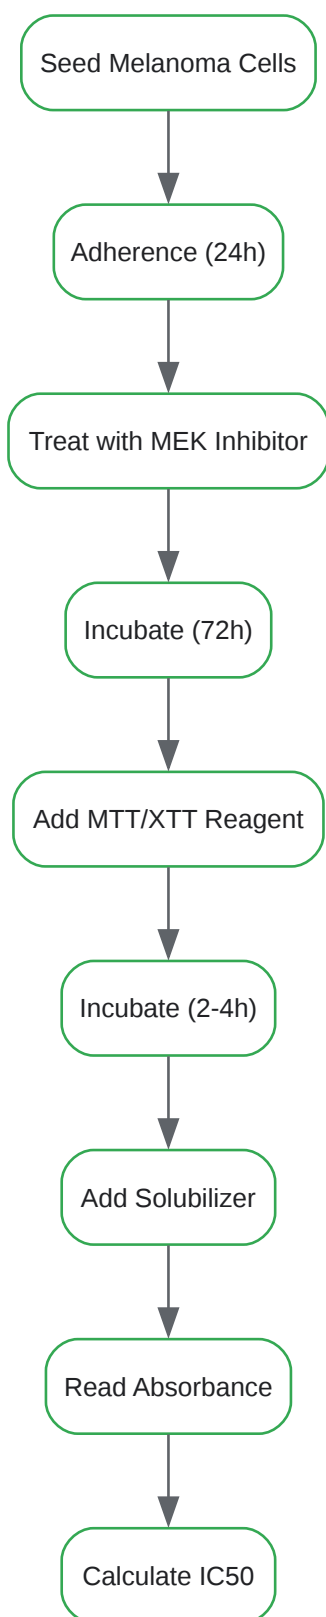 Seed Melanoma Cells
Adherence (24h)
Treat with MEK Inhibitor
Incubate (72h)
Add MTT/XTT Reagent
Incubate (2-4h)
Add Solubilizer
Read Absorbance
Calculate IC50